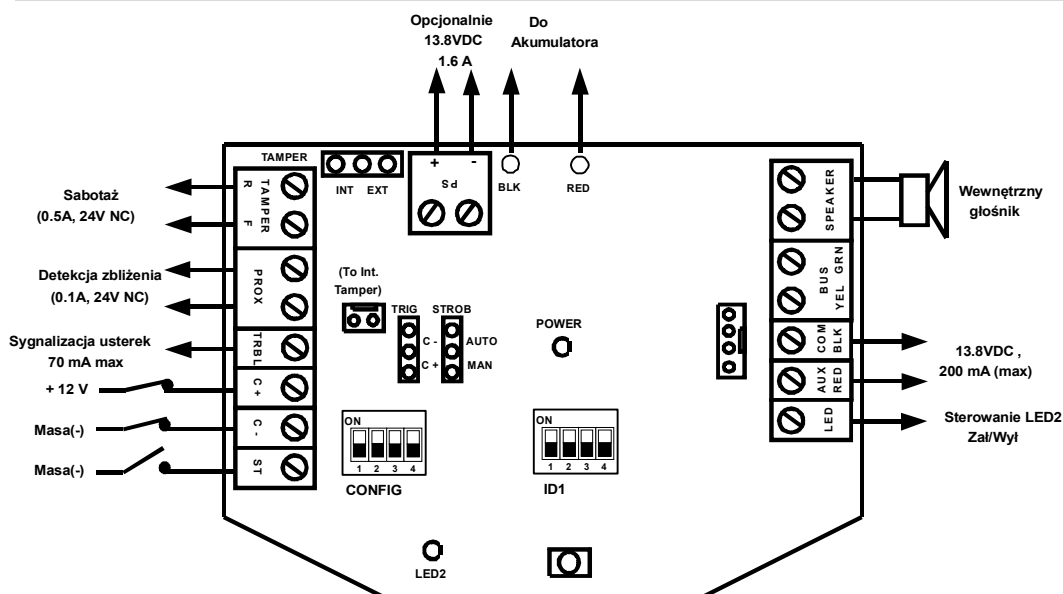 Opcjonalnie
13.8VDC
1.6 A
Do
Akumulatora
TAMPER
INT EXT
+ -
PS
BLK
RED
R TAMPER F
PROX
TRBL
C +
C -
ST
Sabotaż
(0.5A, 24V NC)
Detekcja zbliżenia
(0.1A, 24V NC)
Sygnalizacja usterek
70 mA max
+ 12 V
Masa(-)
Masa(-)
(To Int.
Tamper)
TRIG
C -
C +
STROB
AUTO
MAN
POWER
ON
1 2 3 4
CONFIG
ON
1 2 3 4
ID1
LED2
SPEAKER
BUS
YEL GRN
COM
BLK
AUX
RED
LED
Wewnętrzny
głośnik
13.8VDC ,
200 mA (max)
Sterowanie LED2
Zał/Wył